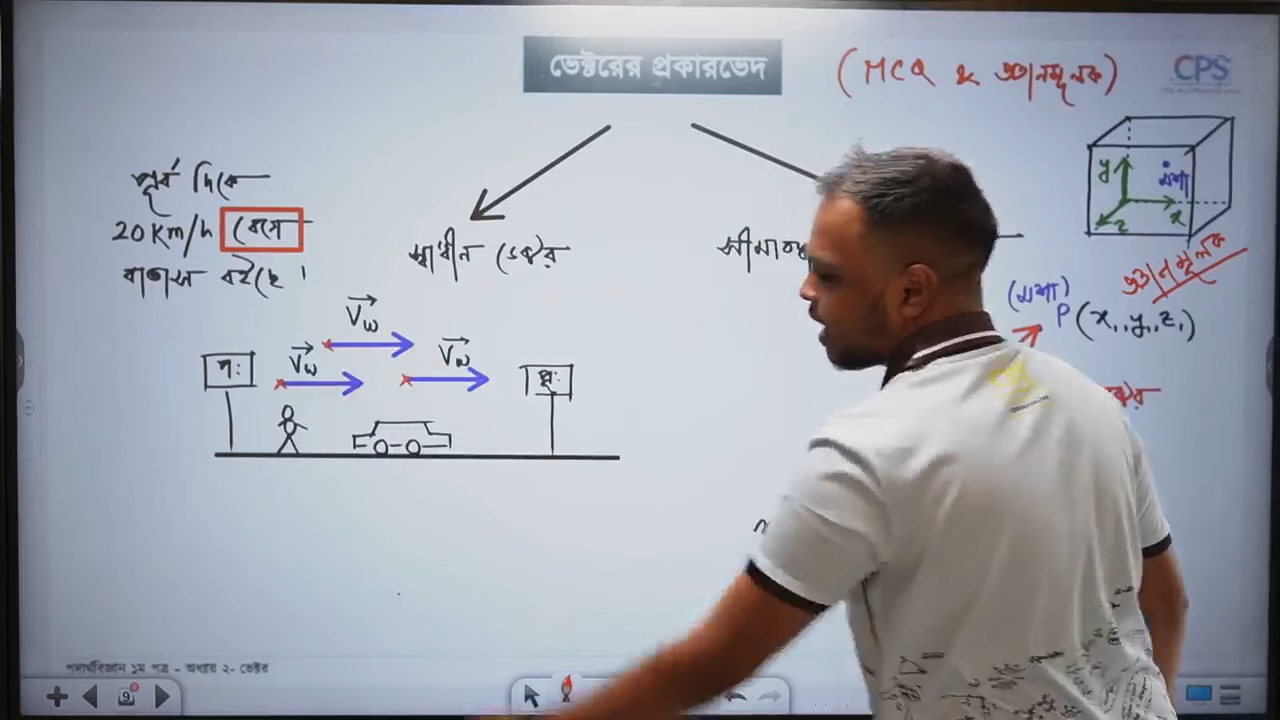 ভেক্টরের প্রকারভেদ
(MCQ & জ্ঞানমূলক)
CPS
পূর্ব দিকে
20 Km/h বেগে
বাতাস বইছে।
স্বাধীন ভেক্টর
y
মশা
x
z
জ্ঞানমূলক
(মশা)
P (x₁, y₁, z₁)
V⃗w
V⃗w
V⃗w
প:
পূ:
পদার্থবিজ্ঞান ১ম পত্র – অধ্যায় ২- ভেক্টর